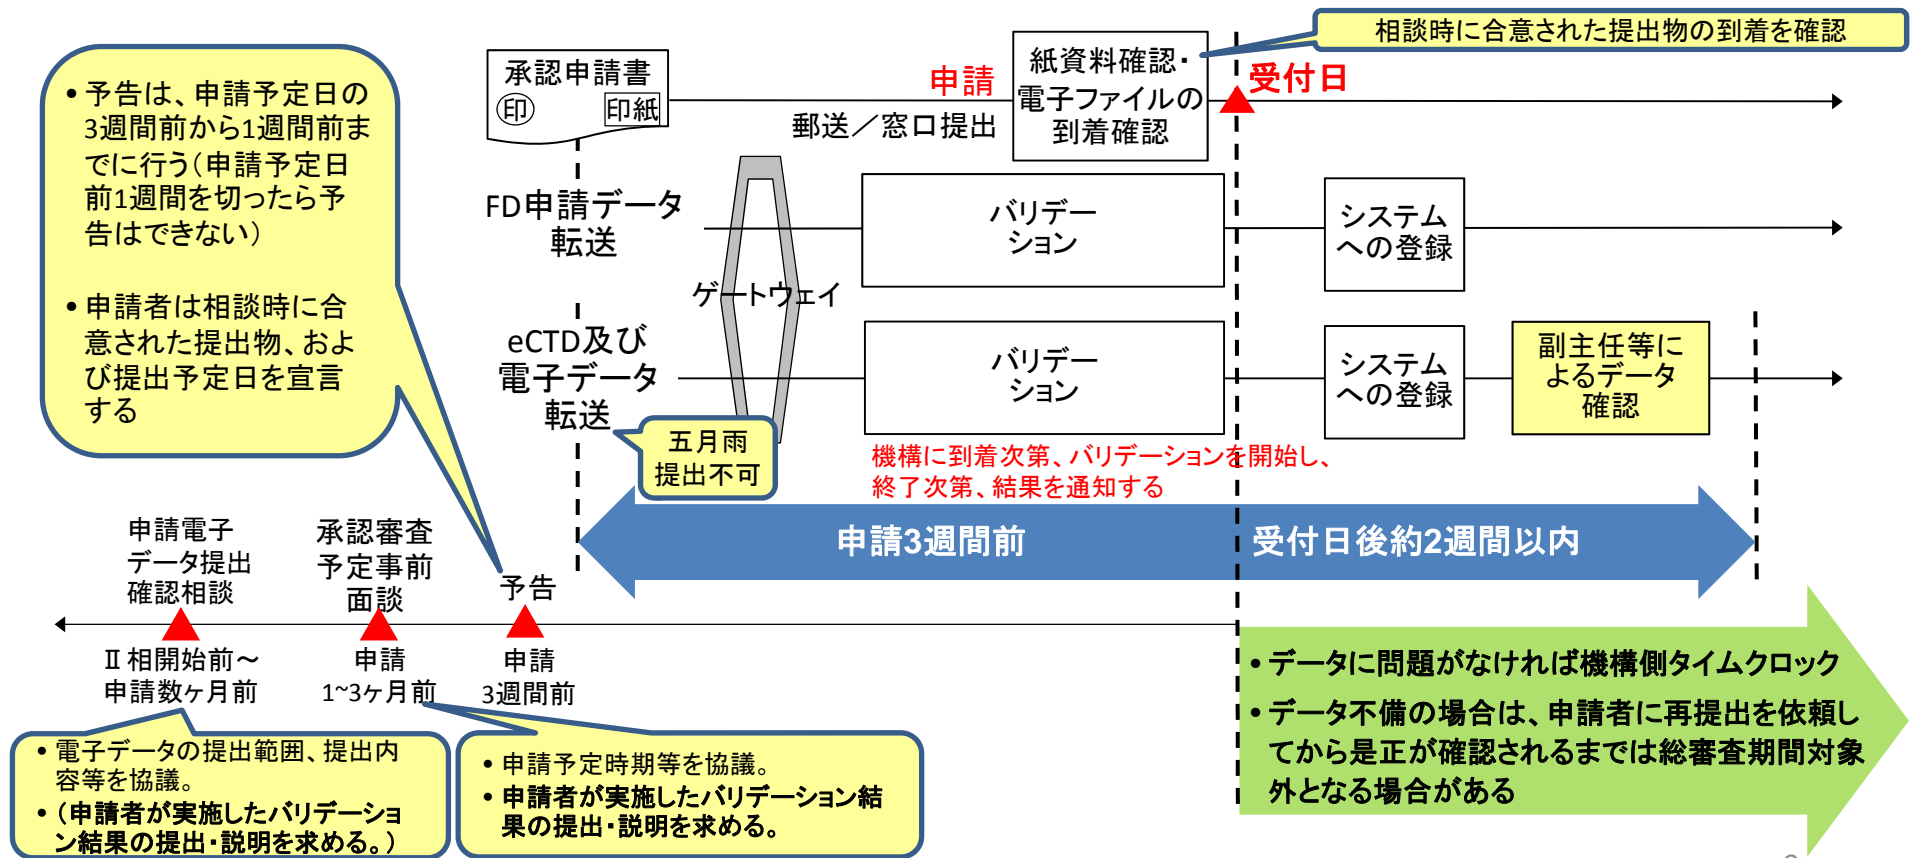 相談時に合意された提出物の到着を確認
• 予告は、申請予定日の
3週間前から1週間前ま
でに行う(申請予定日
前1週間を切ったら予
告はできない)
• 申請者は相談時に合
意された提出物、およ
び提出予定日を宣言
する
承認申請書
印 印紙
申請
郵送/窓口提出
紙資料確認・
電子ファイルの
到着確認
受付日
FD申請データ
転送
ゲートウェイ
バリデー
ション
システム
への登録
eCTD及び
電子データ
転送
バリデー
ション
システム
への登録
副主任等に
よるデータ
確認
五月雨
提出不可
機構に到着次第、バリデーションを開始し、
終了次第、結果を通知する
申請3週間前
受付日後約2週間以内
申請電子
データ提出
確認相談
承認審査
予定事前
面談
予告
Ⅱ相開始前~
申請数ヶ月前
申請
1~3ヶ月前
申請
3週間前
• 電子データの提出範囲、提出内
容等を協議。
• (申請者が実施したバリデーショ
ン結果の提出・説明を求める。)
• 申請予定時期等を協議。
• 申請者が実施したバリデーション結
果の提出・説明を求める。
• データに問題がなければ機構側タイムクロック
• データ不備の場合は、申請者に再提出を依頼し
てから是正が確認されるまでは総審査期間対象
外となる場合がある